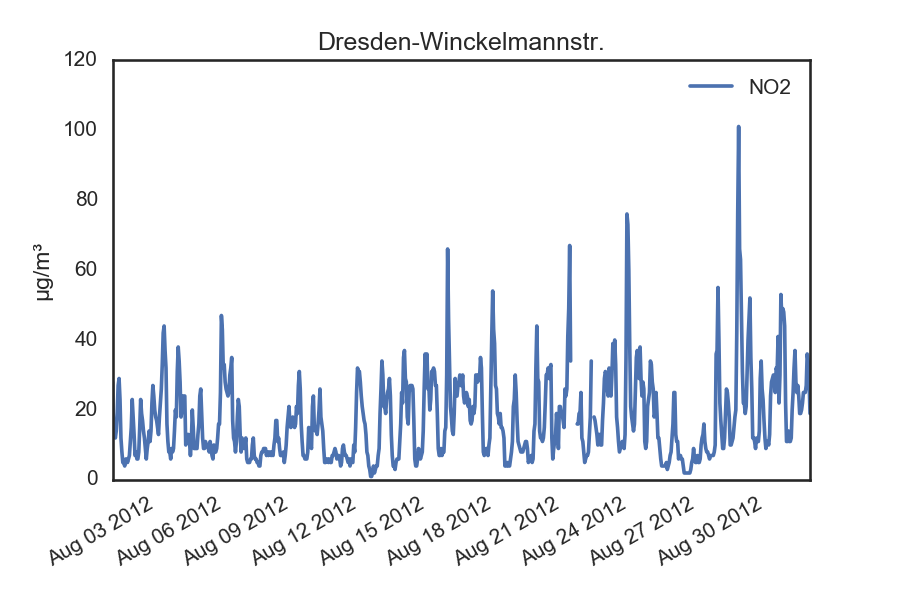 Dresden-Winckelmannstr.
120
100
80
60
40
20
0
µg/m³
NO2
Aug 03 2012
Aug 06 2012
Aug 09 2012
Aug 12 2012
Aug 15 2012
Aug 18 2012
Aug 21 2012
Aug 24 2012
Aug 27 2012
Aug 30 2012